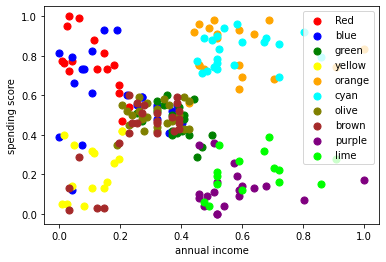 1.0
0.8
0.6
0.4
0.2
0.0
spending score
0.0 0.2 0.4 0.6 0.8 1.0
annual income
Red
blue
green
yellow
orange
cyan
olive
brown
purple
lime